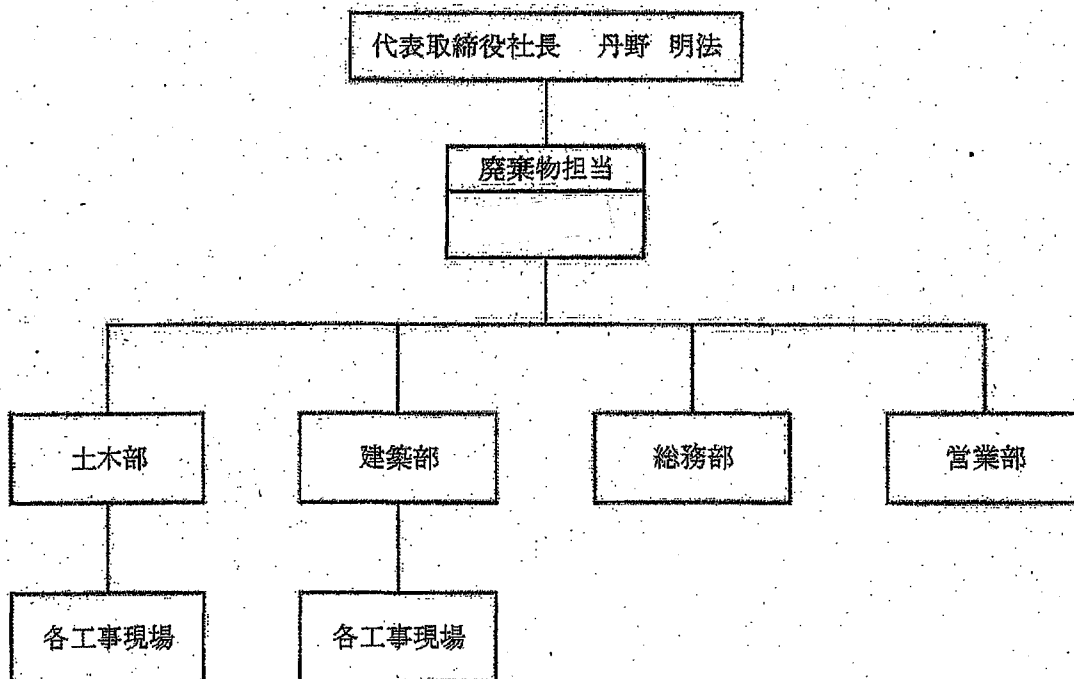 代表取締役社長 丹野 明法
廃棄物担当
土木部
建築部
総務部
営業部
各工事現場
各工事現場